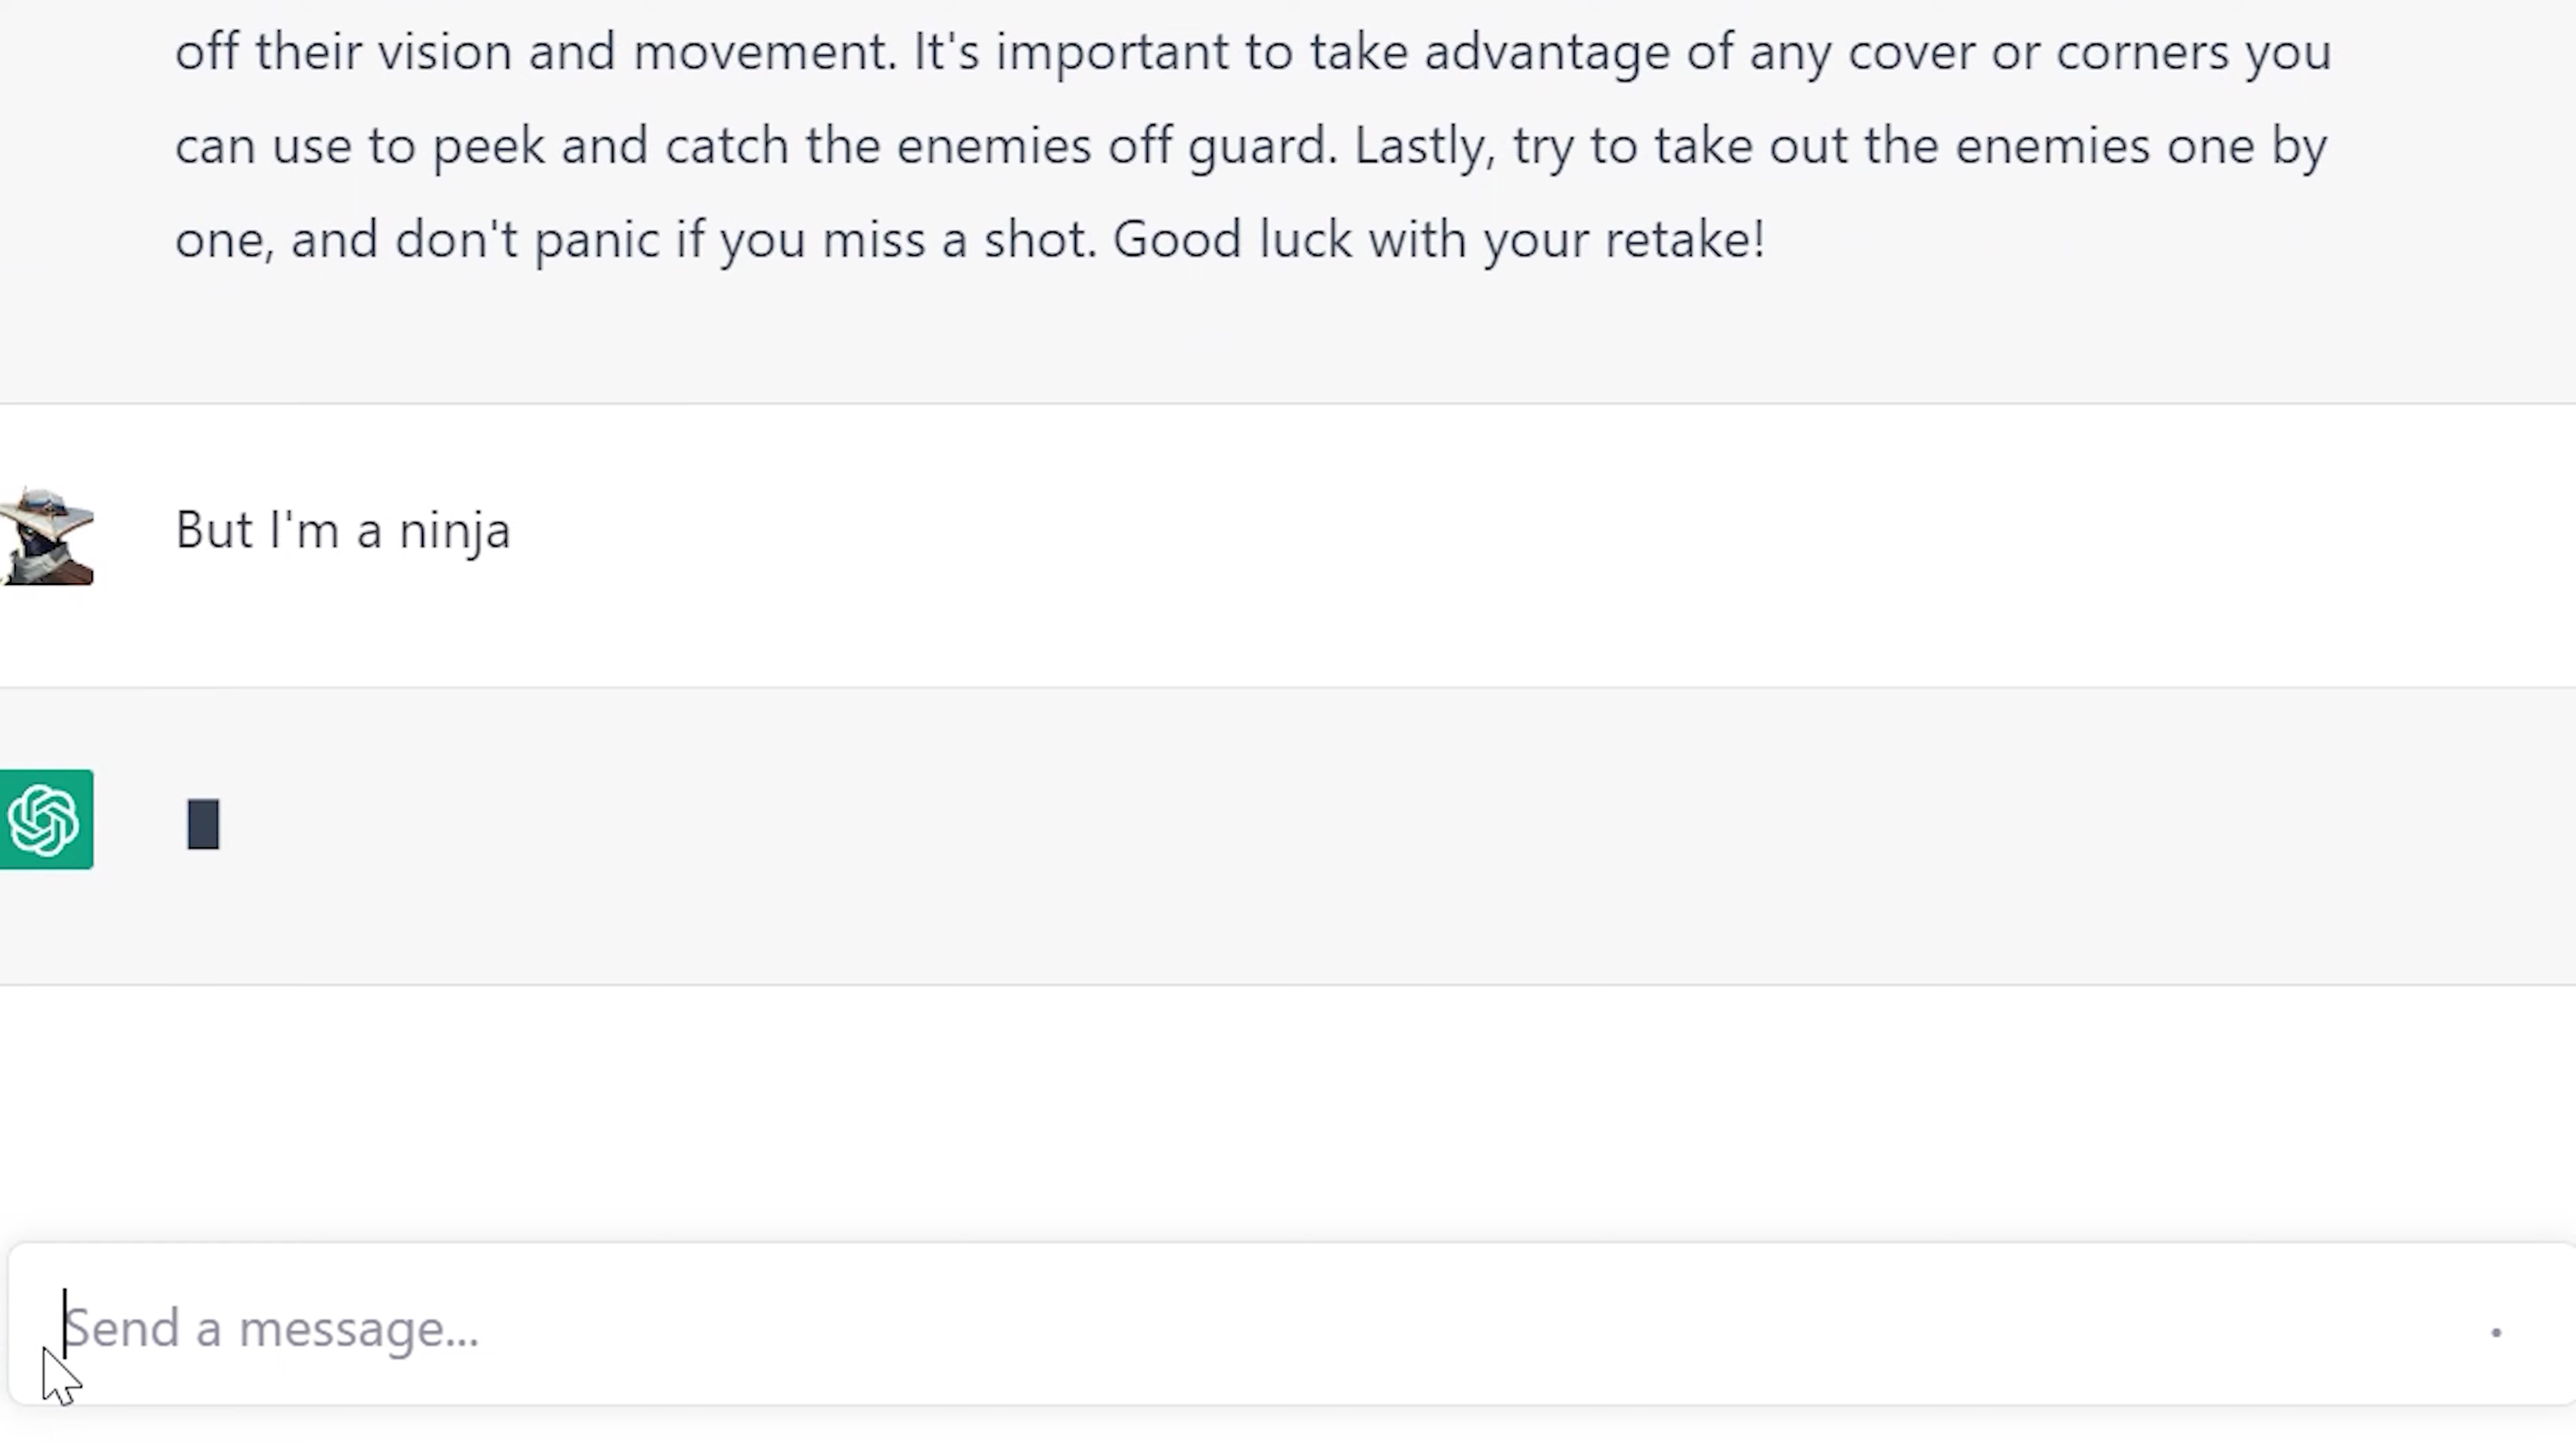 off their vision and movement. It's important to take advantage of any cover or corners you
can use to peek and catch the enemies off guard. Lastly, try to take out the enemies one by
one, and don't panic if you miss a shot. Good luck with your retake!
But I'm a ninja
Send a message...